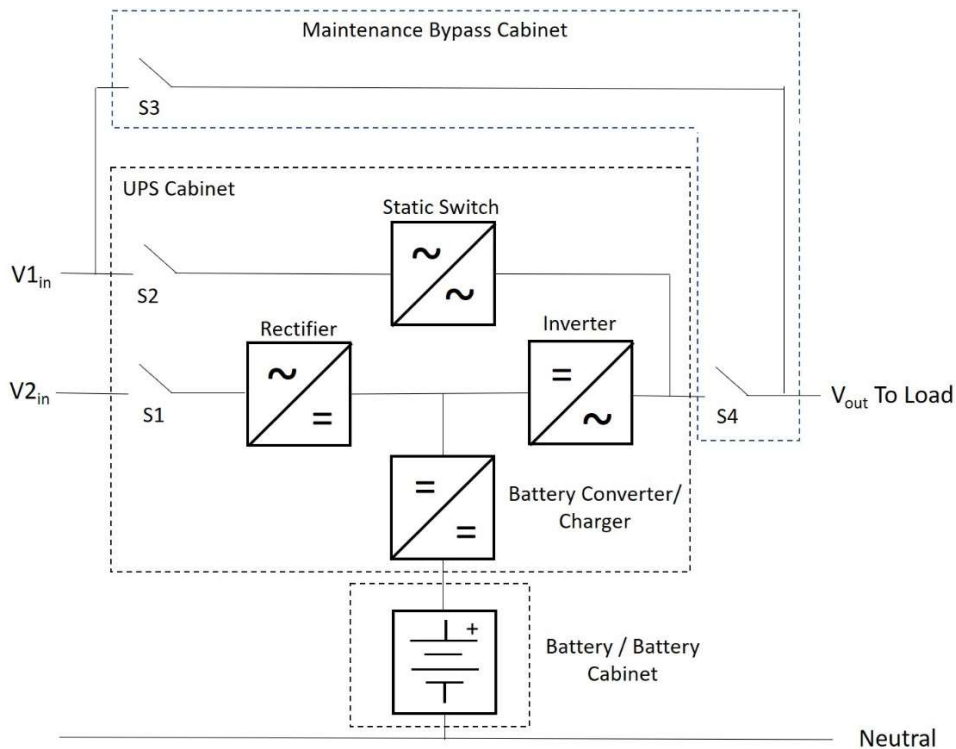 Maintenance Bypass Cabinet
S3
UPS Cabinet
Static Switch
~
~
V1in
S2
Rectifier
Inverter
~
=
=
~
V2in
S1
S4
Vout To Load
=
=
Battery Converter/
Charger
+
Battery / Battery
Cabinet
Neutral